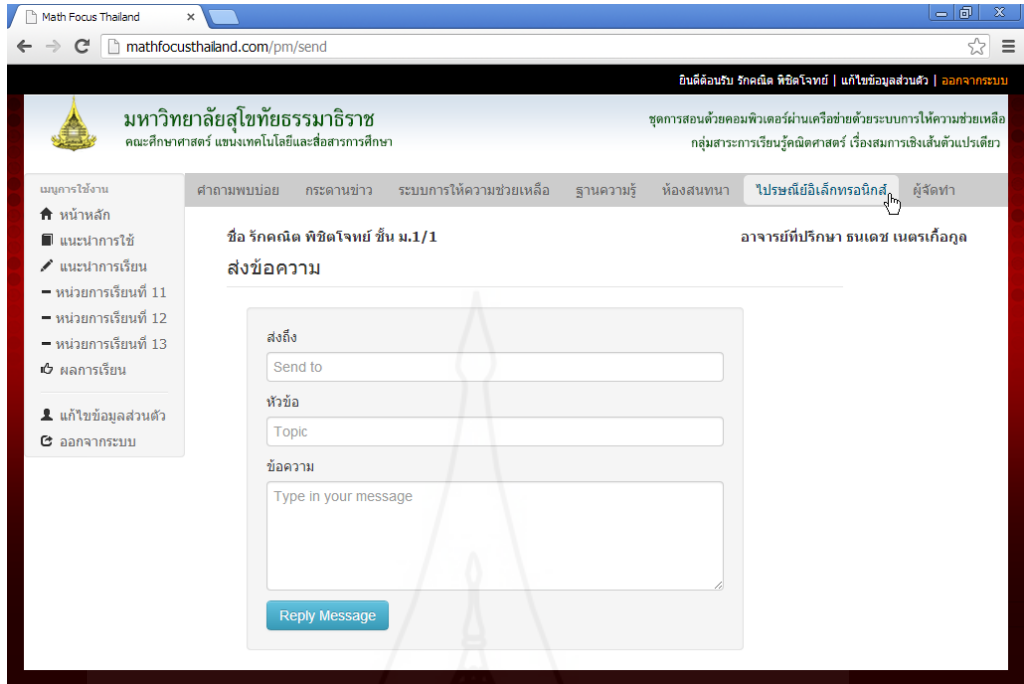 Math Focus Thailand
mathfocusthailand.com/pm/send
ยินดีต้อนรับ รักคณิต พิชิตโจทย์ | แก้ไขข้อมูลส่วนตัว | ออกจากระบบ
มหาวิทยาลัยสุโขทัยธรรมาธิราช
คณะศึกษาศาสตร์ แขนงเทคโนโลยีและสื่อสารการศึกษา
ชุดการสอนด้วยคอมพิวเตอร์ผ่านเครือข่ายด้วยระบบการให้ความช่วยเหลือ
กลุ่มสาระการเรียนรู้คณิตศาสตร์ เรื่องสมการเชิงเส้นตัวแปรเดียว
เมนูการใช้งาน
หน้าหลัก
แนะนำการใช้
แนะนำการเรียน
หน่วยการเรียนที่ 11
หน่วยการเรียนที่ 12
หน่วยการเรียนที่ 13
ผลการเรียน
แก้ไขข้อมูลส่วนตัว
ออกจากระบบ
คำถามพบบ่อย กระดานข่าว ระบบการให้ความช่วยเหลือ ฐานความรู้ ห้องสนทนา ไปรษณีย์อิเล็กทรอนิกส์ ผู้จัดทำ
ชื่อ รักคณิต พิชิตโจทย์ ชั้น ม.1/1 อาจารย์ที่ปรึกษา ธนเดช เนตรเกื้อกูล
ส่งข้อความ
ส่งถึง
Send to
หัวข้อ
Topic
ข้อความ
Type in your message
Reply Message